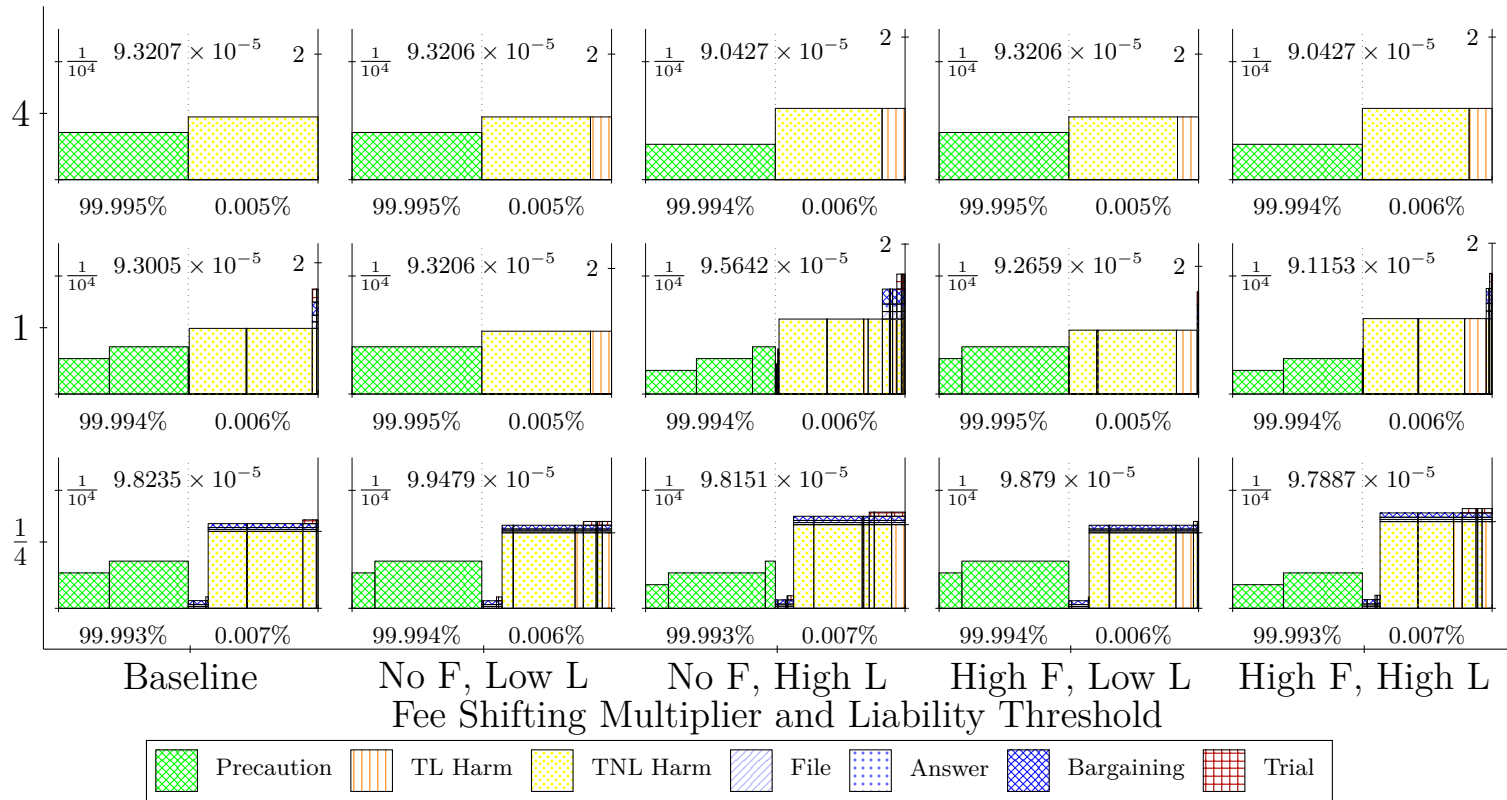 4
1/10^4 9.3207 × 10^-5 2
1/10^4 9.3206 × 10^-5 2
1/10^4 9.0427 × 10^-5 2
1/10^4 9.3206 × 10^-5 2
1/10^4 9.0427 × 10^-5 2
99.995% 0.005%
99.995% 0.005%
99.994% 0.006%
99.995% 0.005%
99.994% 0.006%
1
1/10^4 9.3005 × 10^-5 2
1/10^4 9.3206 × 10^-5 2
1/10^4 9.5642 × 10^-5 2
1/10^4 9.2659 × 10^-5 2
1/10^4 9.1153 × 10^-5 2
99.994% 0.006%
99.995% 0.005%
99.994% 0.006%
99.995% 0.005%
99.994% 0.006%
1/4
1/10^4 9.8235 × 10^-5
1/10^4 9.9479 × 10^-5
1/10^4 9.8151 × 10^-5
1/10^4 9.879 × 10^-5
1/10^4 9.7887 × 10^-5
99.993% 0.007%
99.994% 0.006%
99.993% 0.007%
99.994% 0.006%
99.993% 0.007%
Baseline
No F, Low L
No F, High L
High F, Low L
High F, High L
Fee Shifting Multiplier and Liability Threshold
Precaution
TL Harm
TNL Harm
File
Answer
Bargaining
Trial